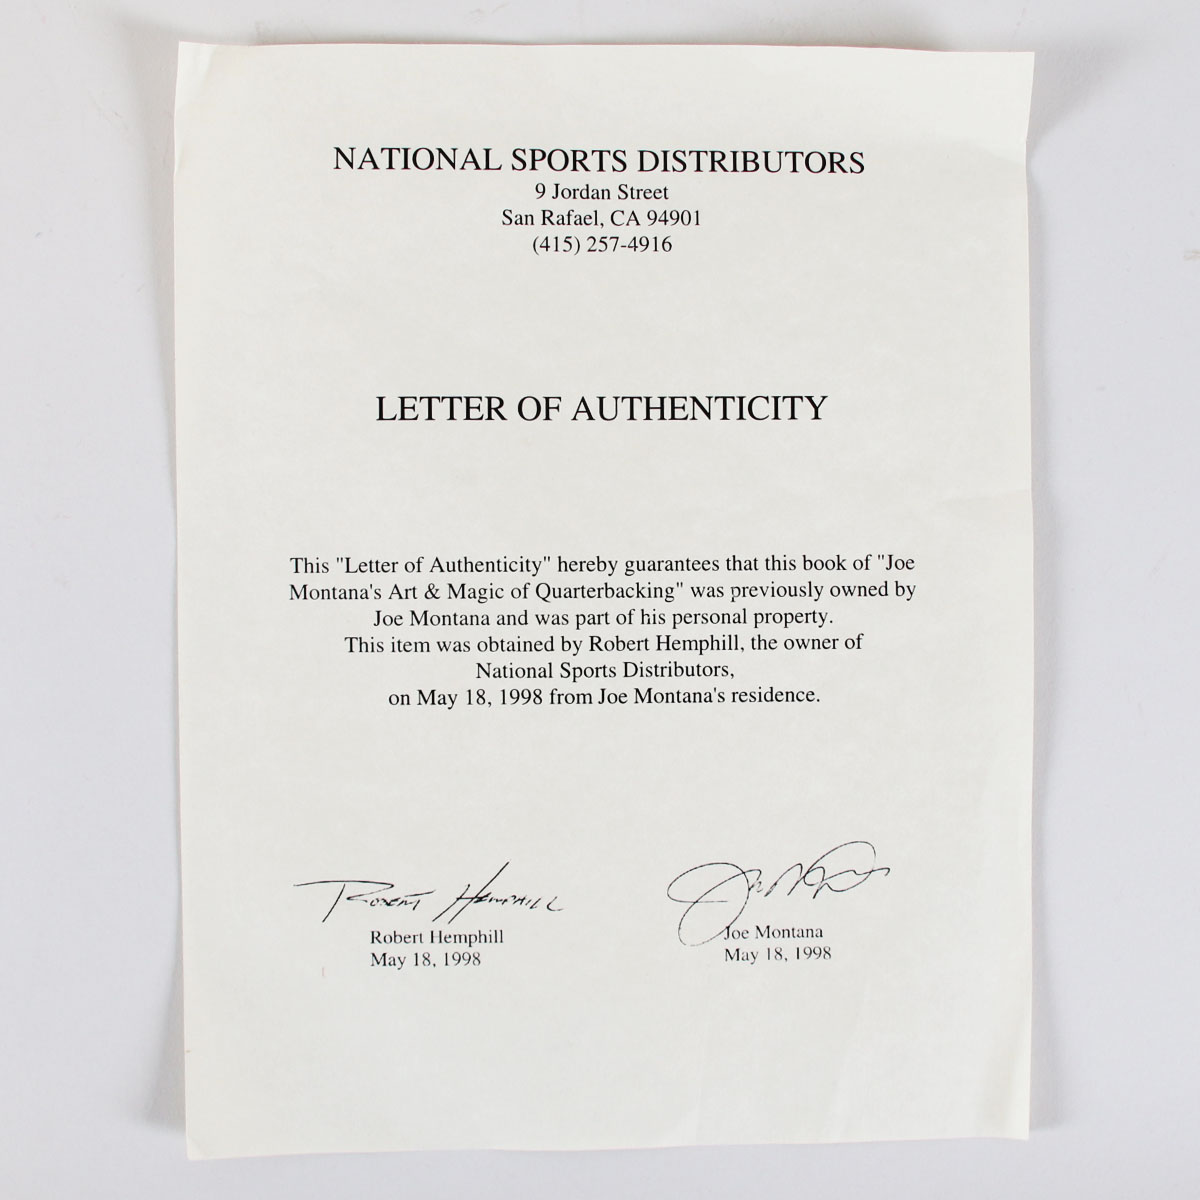 NATIONAL SPORTS DISTRIBUTORS
9 Jordan Street
San Rafael, CA 94901
(415) 257-4916
LETTER OF AUTHENTICITY
This "Letter of Authenticity" hereby guarantees that this book of "Joe
Montana's Art & Magic of Quarterbacking" was previously owned by
Joe Montana and was part of his personal property.
This item was obtained by Robert Hemphill, the owner of
National Sports Distributors,
on May 18, 1998 from Joe Montana's residence.
Robert Hemphill
Robert Hemphill
May 18, 1998
Joe Montana
May 18, 1998